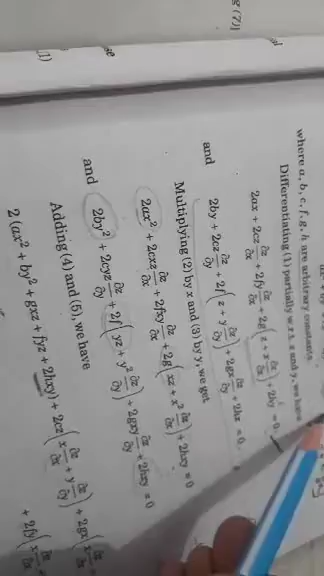 g (Z)]
se
(1)
where a, b, c, f, g, h are arbitrary constants.
Differentiating (1) partially w.r.t. x and y, we have
2ax + 2cz ∂z/∂x + 2fy ∂z/∂x + 2g(z + x ∂z/∂x) + 2hy = 0.
and
2by + 2cz ∂z/∂y + 2f(z + y ∂z/∂y) + 2gx ∂z/∂y + 2hx = 0.
Multiplying (2) by x and (3) by y, we get
2ax² + 2cxz ∂z/∂x + 2fxy ∂z/∂x + 2g(xz + x² ∂z/∂x) + 2hxy = 0
and
2by² + 2cyz ∂z/∂y + 2f(yz + y² ∂z/∂y) + 2gxy ∂z/∂y + 2hxy = 0
Adding (4) and (5), we have
2(ax² + by² + gxz + fyz + 2hxy) + 2cz(x ∂z/∂x + y ∂z/∂y) + 2gx(x ∂z/∂x
+ 2fy(x ∂z/∂x